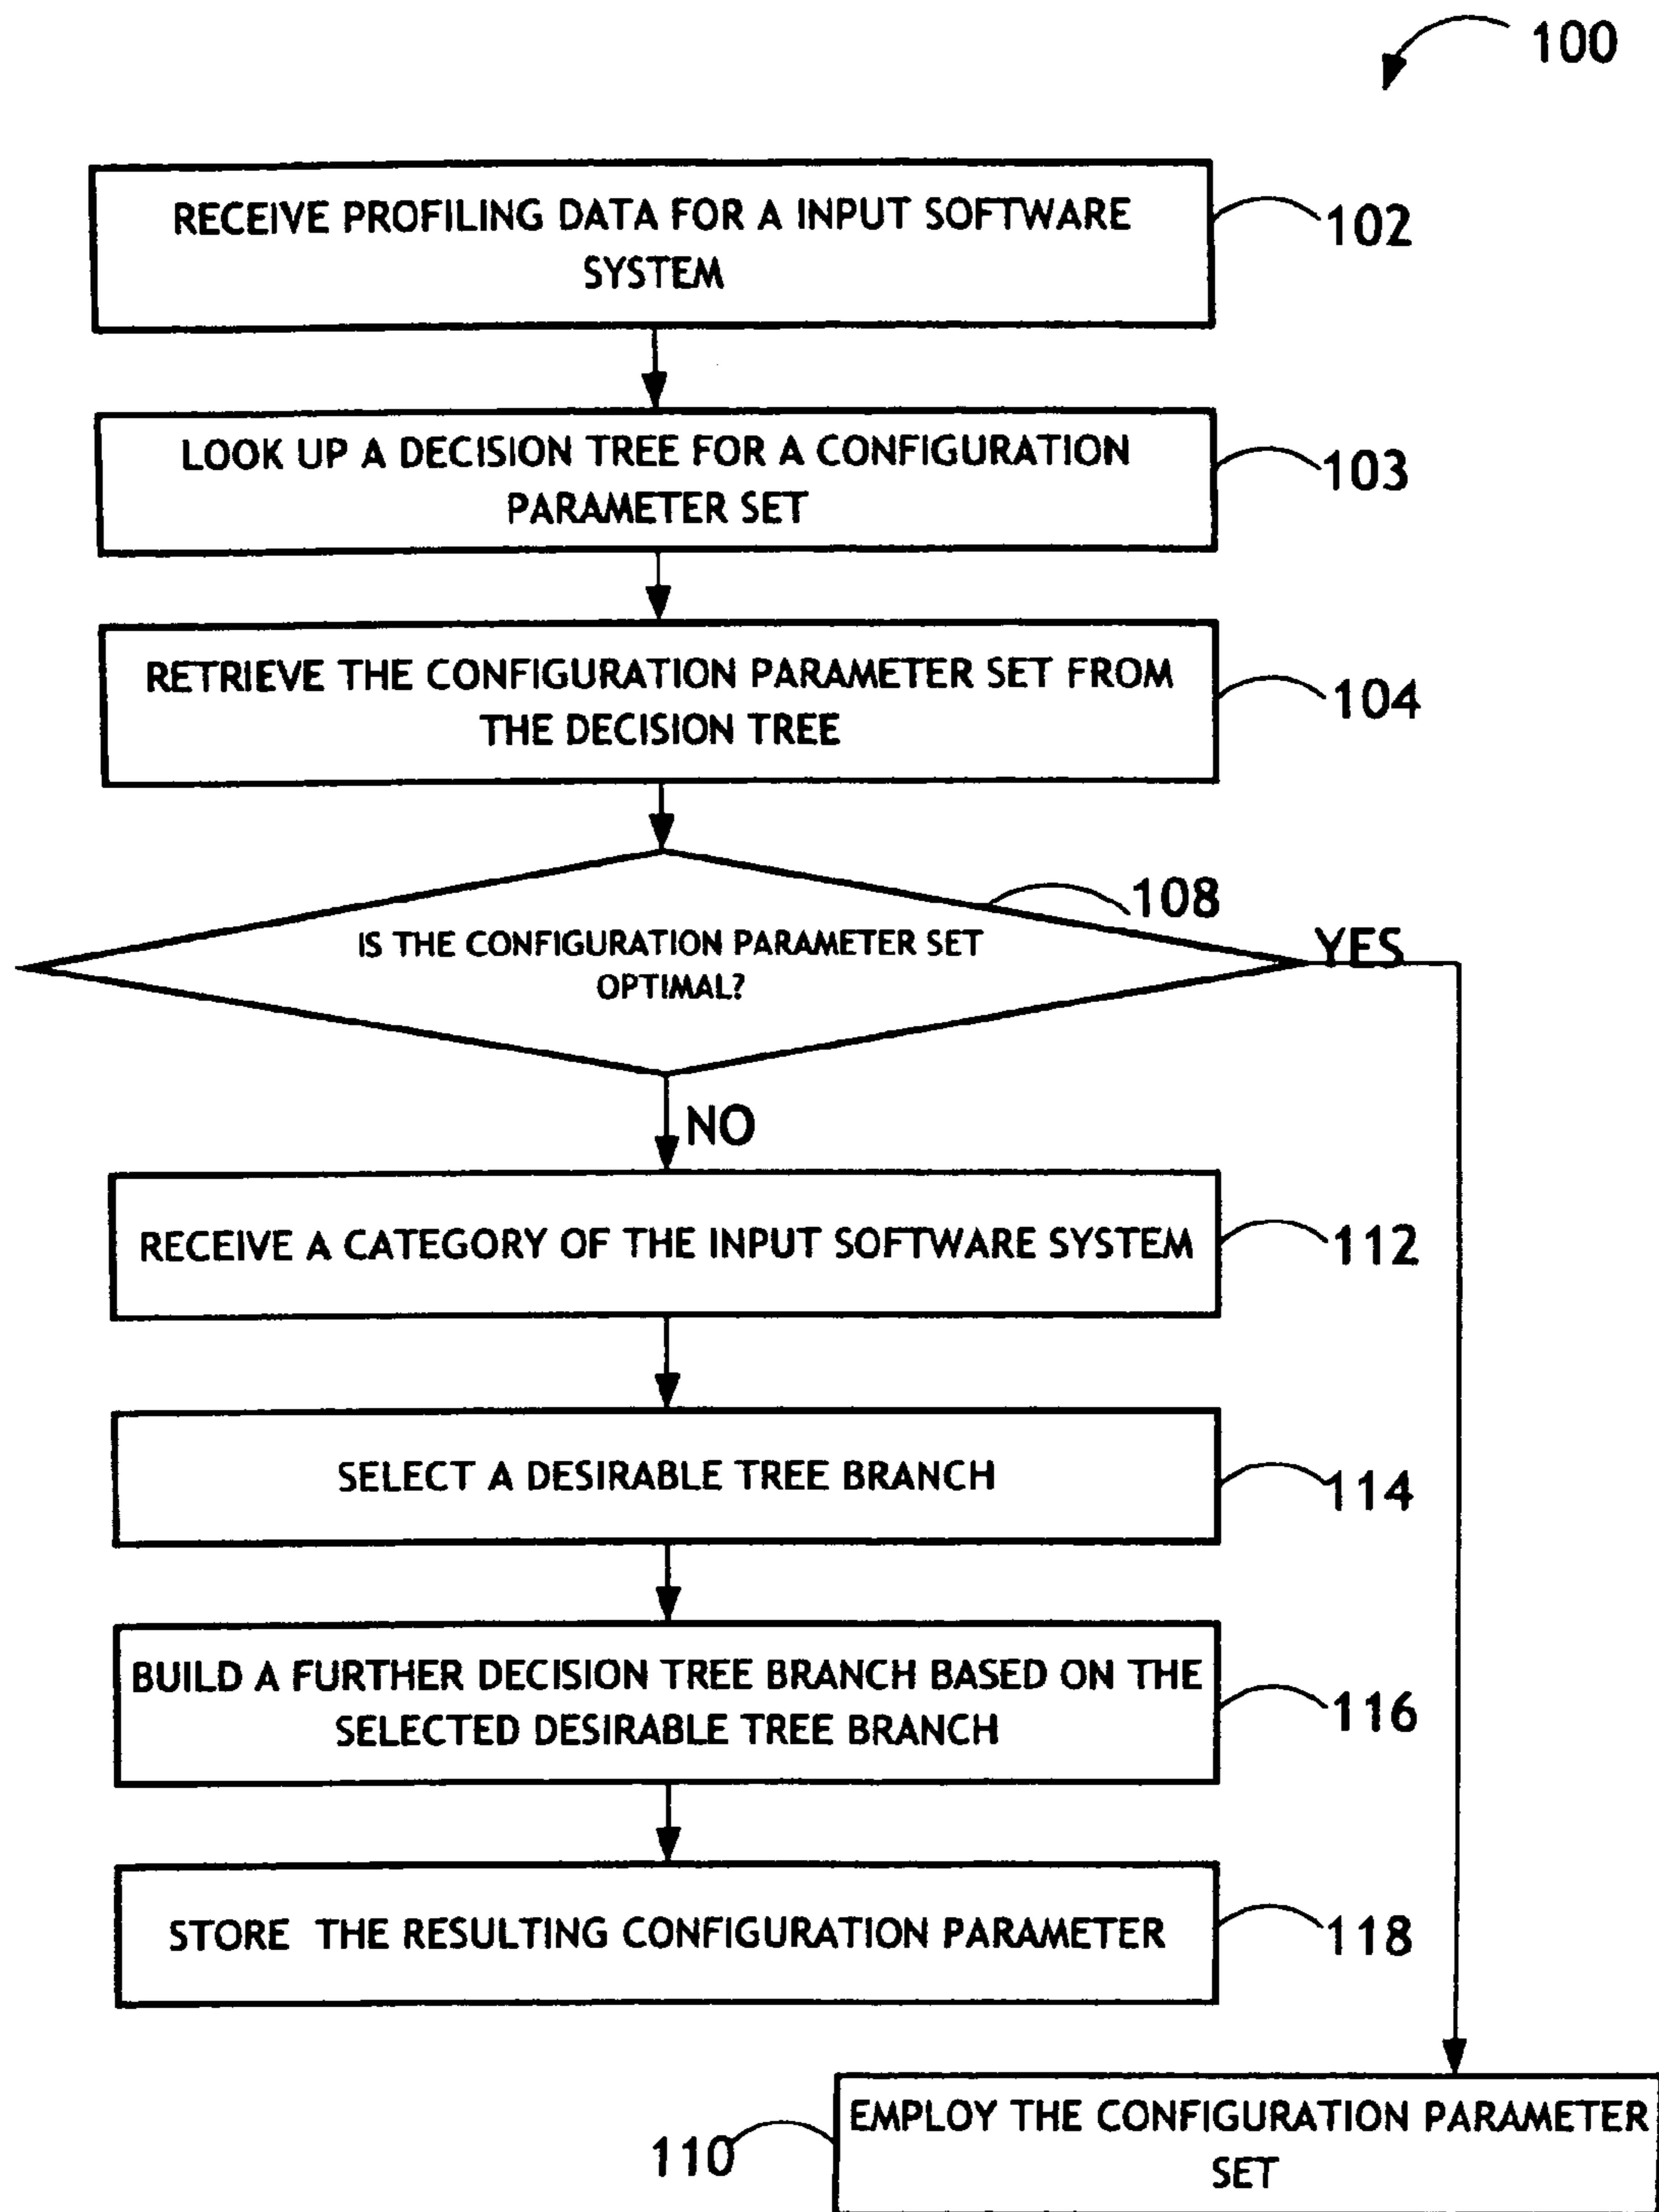 100
RECEIVE PROFILING DATA FOR A INPUT SOFTWARE
SYSTEM
102
LOOK UP A DECISION TREE FOR A CONFIGURATION
PARAMETER SET
103
RETRIEVE THE CONFIGURATION PARAMETER SET FROM
THE DECISION TREE
104
108
IS THE CONFIGURATION PARAMETER SET
OPTIMAL?
YES
NO
RECEIVE A CATEGORY OF THE INPUT SOFTWARE SYSTEM
112
SELECT A DESIRABLE TREE BRANCH
114
BUILD A FURTHER DECISION TREE BRANCH BASED ON THE
SELECTED DESIRABLE TREE BRANCH
116
STORE THE RESULTING CONFIGURATION PARAMETER
118
EMPLOY THE CONFIGURATION PARAMETER
SET
110